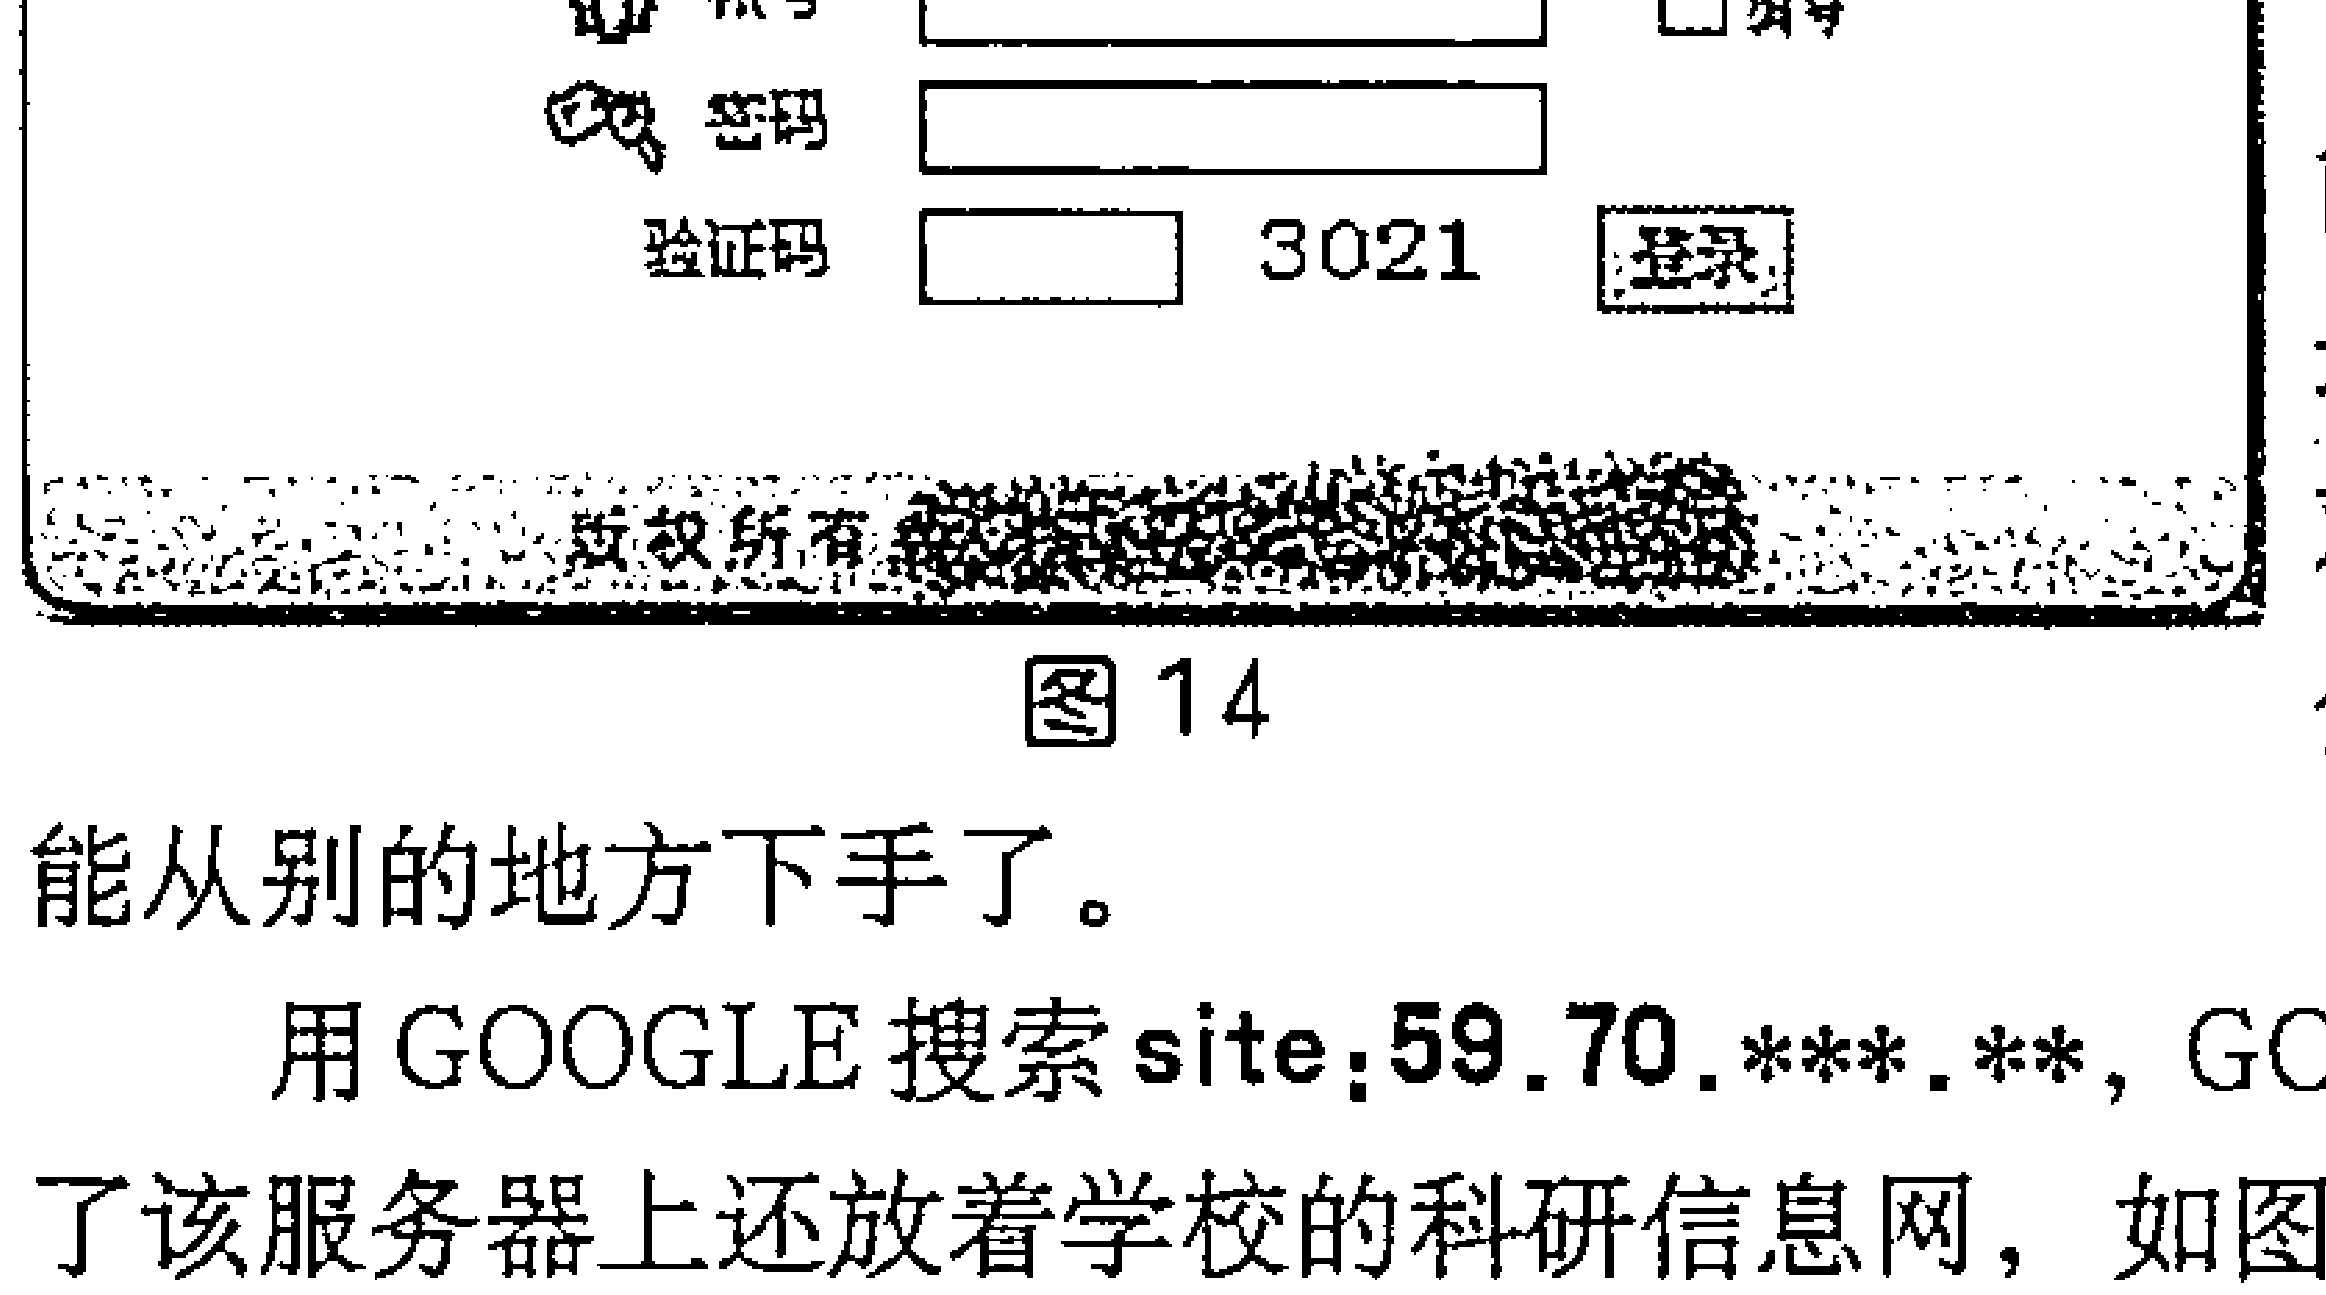 密码
验证码 3021 登录
版权所有
图 14
能从别的地方下手了。
用 GOOGLE 搜索 site:59.70.***.**, GO
了该服务器上还放着学校的科研信息网，如图